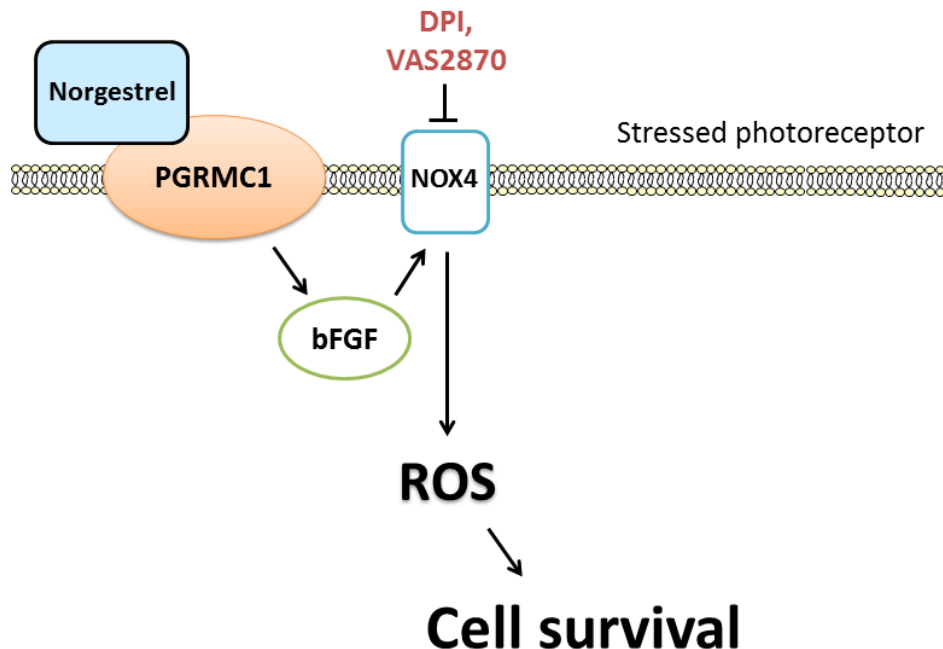 DPI,
VAS2870
Norgestrel
Stressed photoreceptor
PGRMC1
NOX4
bFGF
ROS
Cell survival